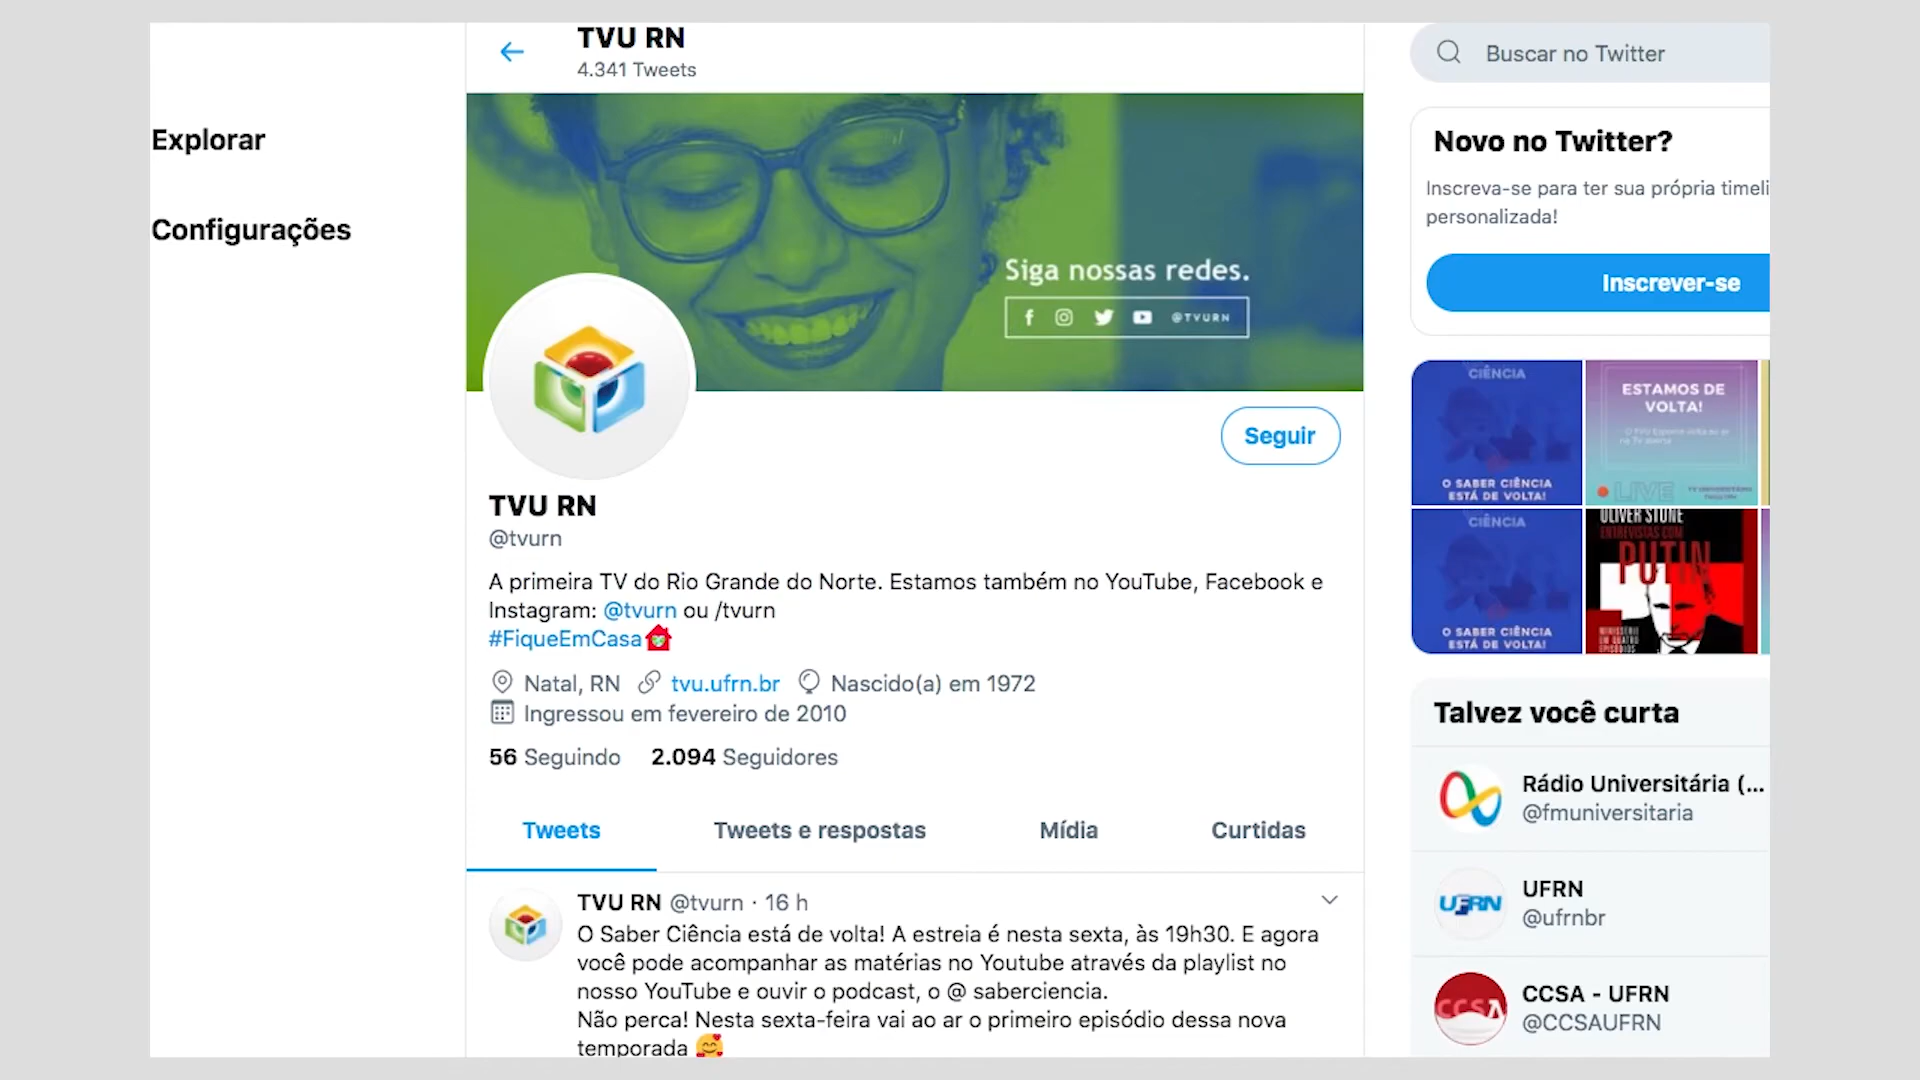 TVU RN
4.341 Tweets
Explorar
Configurações
Siga nossas redes.
@TVURN
Seguir
TVU RN
@tvurn
A primeira TV do Rio Grande do Norte. Estamos também no YouTube, Facebook e
Instagram: @tvurn ou /tvurn
#FiqueEmCasa
Natal, RN tvu.ufrn.br Nascido(a) em 1972
Ingressou em fevereiro de 2010
56 Seguindo 2.094 Seguidores
Tweets Tweets e respostas Mídia Curtidas
TVU RN @tvurn · 16 h
O Saber Ciência está de volta! A estreia é nesta sexta, às 19h30. E agora
você pode acompanhar as matérias no Youtube através da playlist no
nosso YouTube e ouvir o podcast, o @ saberciencia.
Não perca! Nesta sexta-feira vai ao ar o primeiro episódio dessa nova
temporada 🥰
Buscar no Twitter
Novo no Twitter?
Inscreva-se para ter sua própria timeli
personalizada!
Inscrever-se
CIÊNCIA
O SABER CIÊNCIA
ESTÁ DE VOLTA!
ESTAMOS DE
VOLTA!
LIVE
CIÊNCIA
O SABER CIÊNCIA
ESTÁ DE VOLTA!
OLIVER STONE
ENTREVISTAS COM
PUTIN
MINISSÉRIE
EM QUATRO
EPISÓDIOS
Talvez você curta
Rádio Universitária (...
@fmuniversitaria
UFRN
UFRN
@ufrnbr
CCSA
CCSA - UFRN
@CCSAUFRN